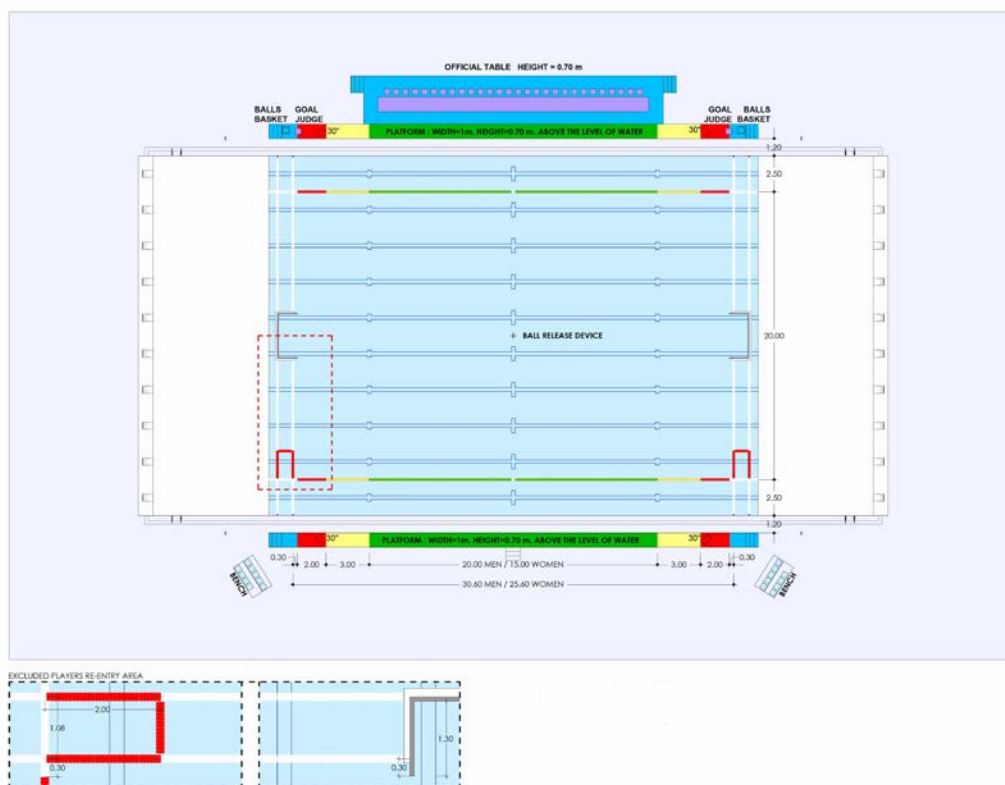 OFFICIAL TABLE HEIGHT = 0.70 m
BALLS BASKET
GOAL JUDGE
GOAL JUDGE
BALLS BASKET
30"
PLATFORM : WIDTH=1m, HEIGHT=0.70 m. ABOVE THE LEVEL OF WATER
30"
1.20
2.50
BALL RELEASE DEVICE
20.00
2.50
1.20
30"
PLATFORM : WIDTH=1m, HEIGHT=0.70 m. ABOVE THE LEVEL OF WATER
30"
0.30
0.30
2.00
3.00
20.00 MEN / 15.00 WOMEN
3.00
2.00
BENCH
30.60 MEN / 25.60 WOMEN
BENCH
EXCLUDED PLAYERS RE-ENTRY AREA
2.00
1.08
0.30
1.30
0.30